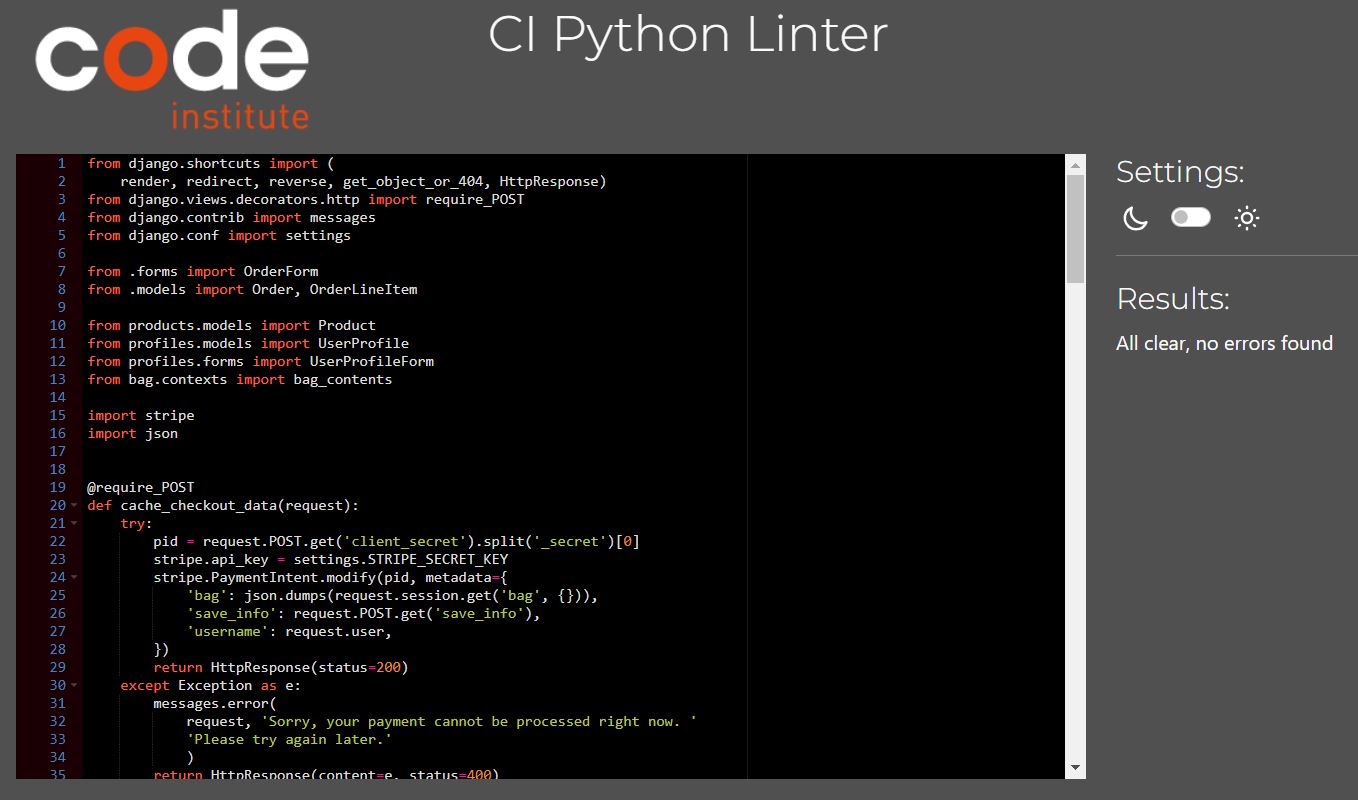 code
institute
CI Python Linter
1 from django.shortcuts import (
2 render, redirect, reverse, get_object_or_404, HttpResponse)
3 from django.views.decorators.http import require_POST
4 from django.contrib import messages
5 from django.conf import settings
6
7 from .forms import OrderForm
8 from .models import Order, OrderLineItem
9
10 from products.models import Product
11 from profiles.models import UserProfile
12 from profiles.forms import UserProfileForm
13 from bag.contexts import bag_contents
14
15 import stripe
16 import json
17
18
19 @require_POST
20 def cache_checkout_data(request):
21 try:
22 pid = request.POST.get('client_secret').split('_secret')[0]
23 stripe.api_key = settings.STRIPE_SECRET_KEY
24 stripe.PaymentIntent.modify(pid, metadata={
25 'bag': json.dumps(request.session.get('bag', {})),
26 'save_info': request.POST.get('save_info'),
27 'username': request.user,
28 })
29 return HttpResponse(status=200)
30 except Exception as e:
31 messages.error(
32 request, 'Sorry, your payment cannot be processed right now. '
33 'Please try again later.'
34 )
35 return HttpResponse(content=e, status=400)
Settings:
Results:
All clear, no errors found